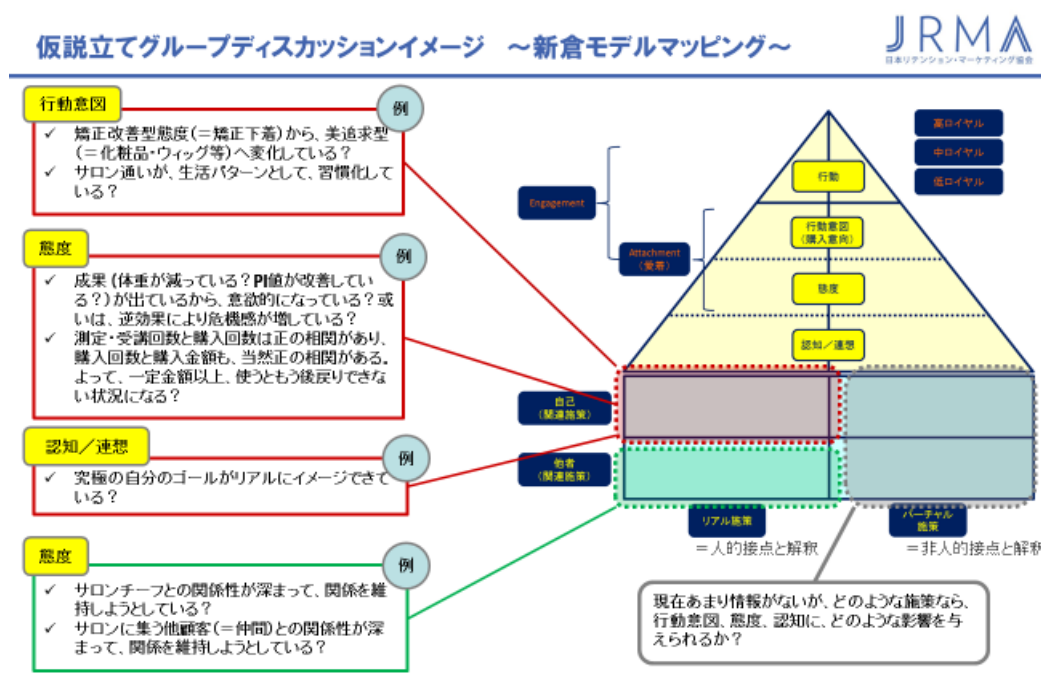 仮説立てグループディスカッションイメージ ～新倉モデルマッピング～
JRMA
日本リテンション・マーケティング協会
行動意図
例
✓ 矯正改善型態度(＝矯正下着)から、美追求型
(＝化粧品・ウィッグ等)へ変化している？
✓ サロン通いが、生活パターンとして、習慣化して
いる？
態度
例
✓ 成果 (体重が減っている？PI値が改善してい
る？)が出ているから、意欲的になっている？或
いは、逆効果により危機感が増している？
✓ 測定・受講回数と購入回数は正の相関があり、
購入回数と購入金額も、当然正の相関がある。
よって、一定金額以上、使うともう後戻りできな
い状況になる？
認知／連想
例
✓ 究極の自分のゴールがリアルにイメージできて
いる？
態度
例
✓ サロンチーフとの関係性が深まって、関係を維
持しようとしている？
✓ サロンに集う他顧客(＝仲間)との関係性が深
まって、関係を維持しようとしている？
高ロイヤル
中ロイヤル
低ロイヤル
Engagement
Attachment
(愛着)
行動
行動意図
(購入意向)
態度
認知／連想
自己
(関連施策)
他者
(関連施策)
リアル施策
＝人的接点と解釈
バーチャル
施策
＝非人的接点と解釈
現在あまり情報がないが、どのような施策なら、
行動意図、態度、認知に、どのような影響を与
えられるか？